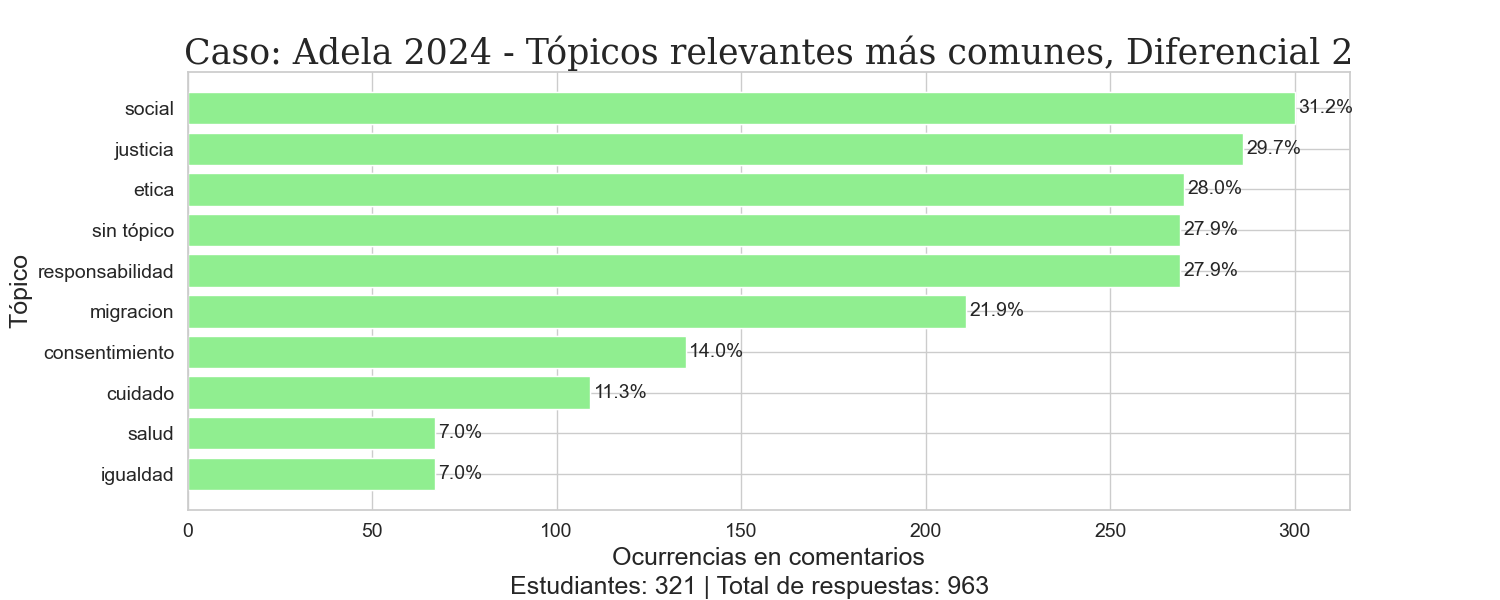 Caso: Adela 2024 - Tópicos relevantes más comunes, Diferencial 2
Tópico
social 31.2%
justicia 29.7%
etica 28.0%
sin tópico 27.9%
responsabilidad 27.9%
migracion 21.9%
consentimiento 14.0%
cuidado 11.3%
salud 7.0%
igualdad 7.0%
0 50 100 150 200 250 300
Ocurrencias en comentarios
Estudiantes: 321 | Total de respuestas: 963